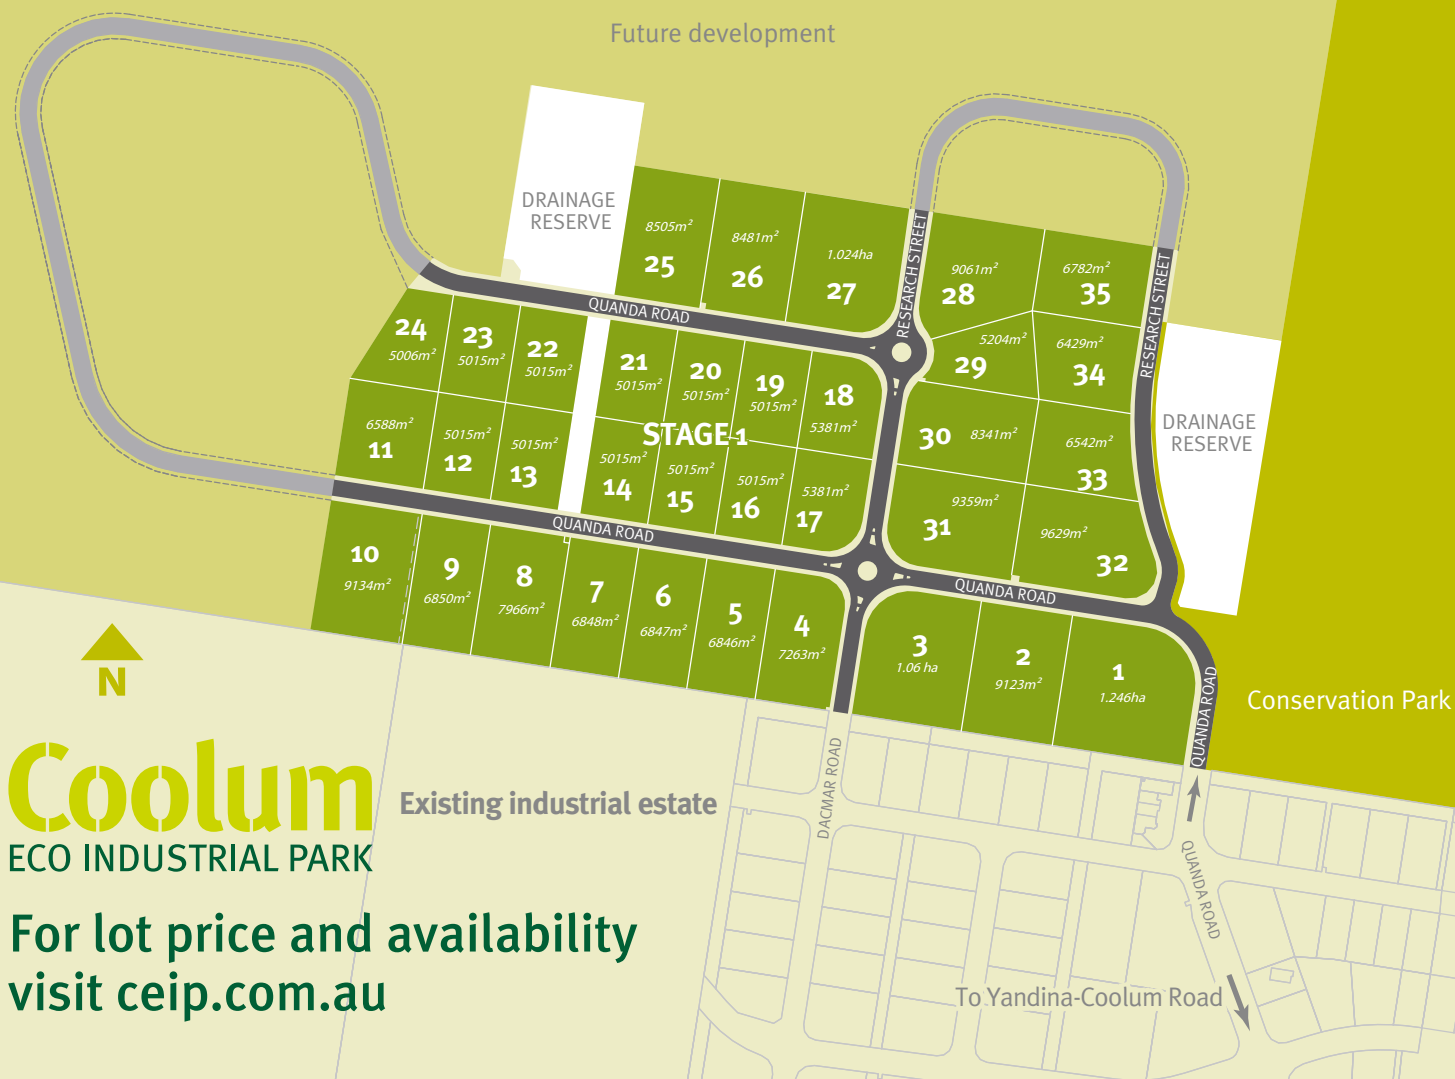 Future development
DRAINAGE
RESERVE
8505m²
25
8481m²
26
1.024ha
27
RESEARCH STREET
9061m²
28
6782m²
35
RESEARCH STREET
QUANDA ROAD
24
5006m²
23
5015m²
22
5015m²
21
5015m²
20
5015m²
19
5015m²
18
5381m²
5204m²
29
6429m²
34
DRAINAGE
RESERVE
STAGE 1
6588m²
11
5015m²
12
5015m²
13
5015m²
14
5015m²
15
5015m²
16
5381m²
17
30 8341m²
6542m²
33
9359m²
31
9629m²
32
QUANDA ROAD
QUANDA ROAD
10
9134m²
9
6850m²
8
7966m²
7
6848m²
6
6847m²
5
6846m²
4
7263m²
3
1.06 ha
2
9123m²
1
1.246ha
QUANDA ROAD
Conservation Park
N
Coolum
ECO INDUSTRIAL PARK
Existing industrial estate
DACMAR ROAD
QUANDA ROAD
For lot price and availability
visit ceip.com.au
To Yandina-Coolum Road